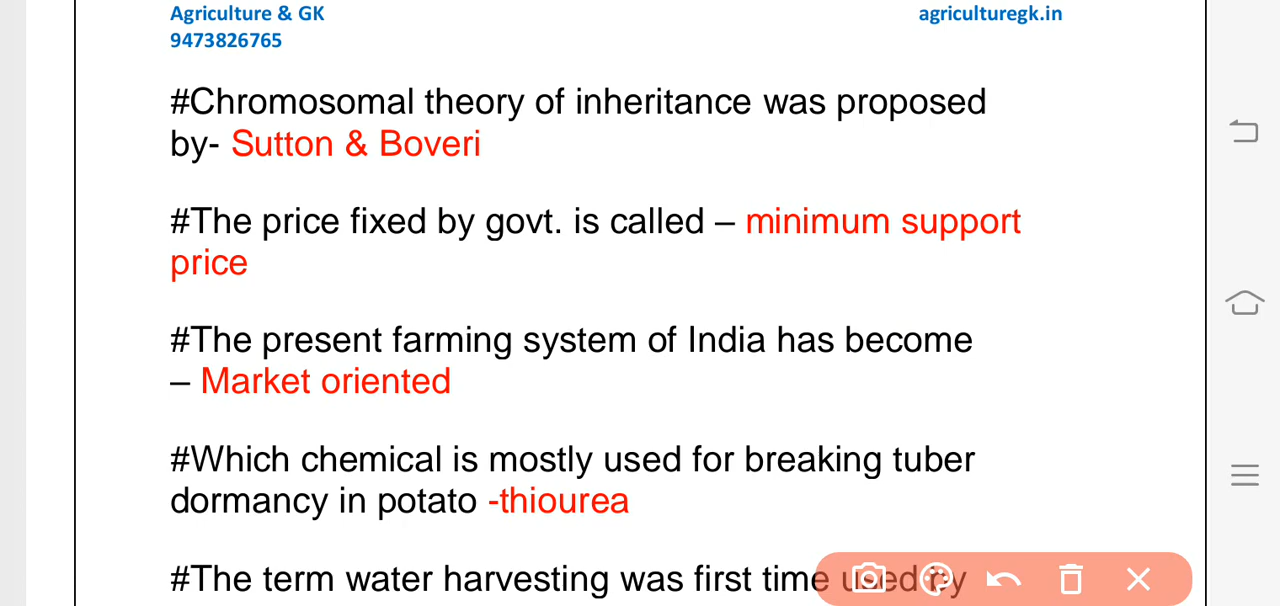 Agriculture & GK
agriculturegk.in
9473826765
#Chromosomal theory of inheritance was proposed
by- Sutton & Boveri
#The price fixed by govt. is called – minimum support
price
#The present farming system of India has become
– Market oriented
#Which chemical is mostly used for breaking tuber
dormancy in potato -thiourea
#The term water harvesting was first time used by